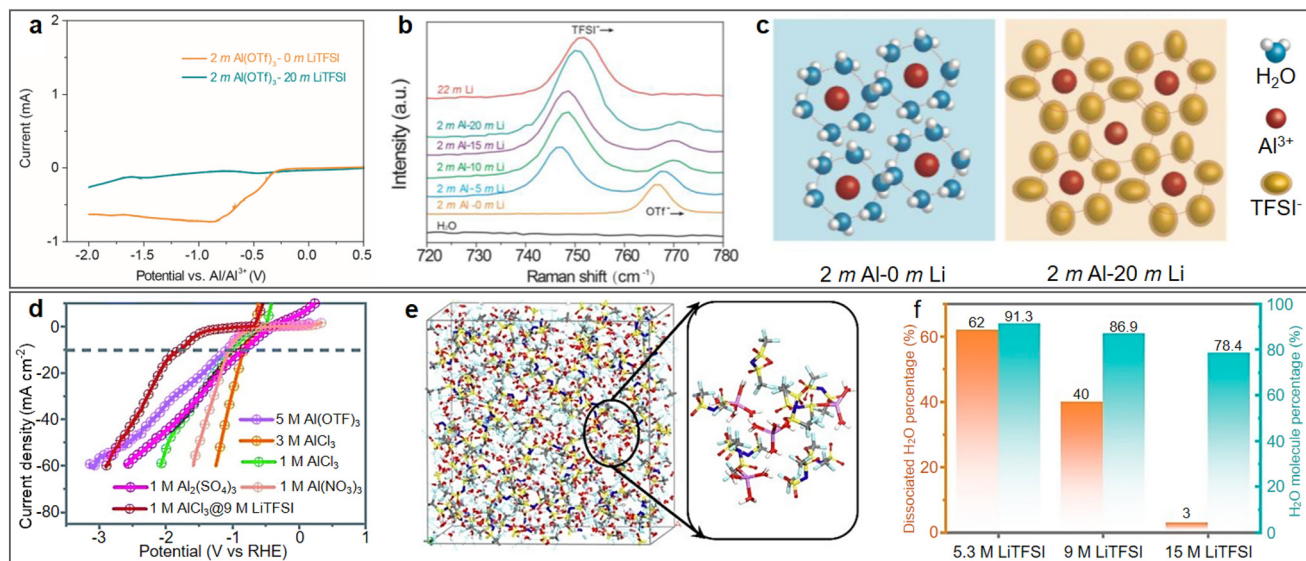 a
2 m Al(OTf)₃- 0 m LiTFSI
2 m Al(OTf)₃- 20 m LiTFSI
Current (mA)
2
1
0
-1
-2.0 -1.5 -1.0 -0.5 0.0 0.5
Potential vs. Al/Al³⁺ (V)
b
TFSI⁻
22 m Li
2 m Al-20 m Li
2 m Al-15 m Li
2 m Al-10 m Li
2 m Al-5 m Li
2 m Al-0 m Li
OTf⁻
H₂O
Intensity (a.u.)
720 730 740 750 760 770 780
Raman shift (cm⁻¹)
c
H₂O
Al³⁺
TFSI⁻
2 m Al-0 m Li
2 m Al-20 m Li
d
Current density (mA cm⁻²)
0
-20
-40
-60
-80
5 M Al(OTF)₃
3 M AlCl₃
1 M AlCl₃
1 M Al₂(SO₄)₃
1 M Al(NO₃)₃
1 M AlCl₃@9 M LiTFSI
-3 -2 -1 0 1
Potential (V vs RHE)
e
f
Dissociated H₂O percentage (%)
60
40
20
0
62 91.3
40 86.9
3 78.4
100
90
80
70
60
50
40
30
20
10
0
H₂O molecule percentage (%)
5.3 M LiTFSI 9 M LiTFSI 15 M LiTFSI